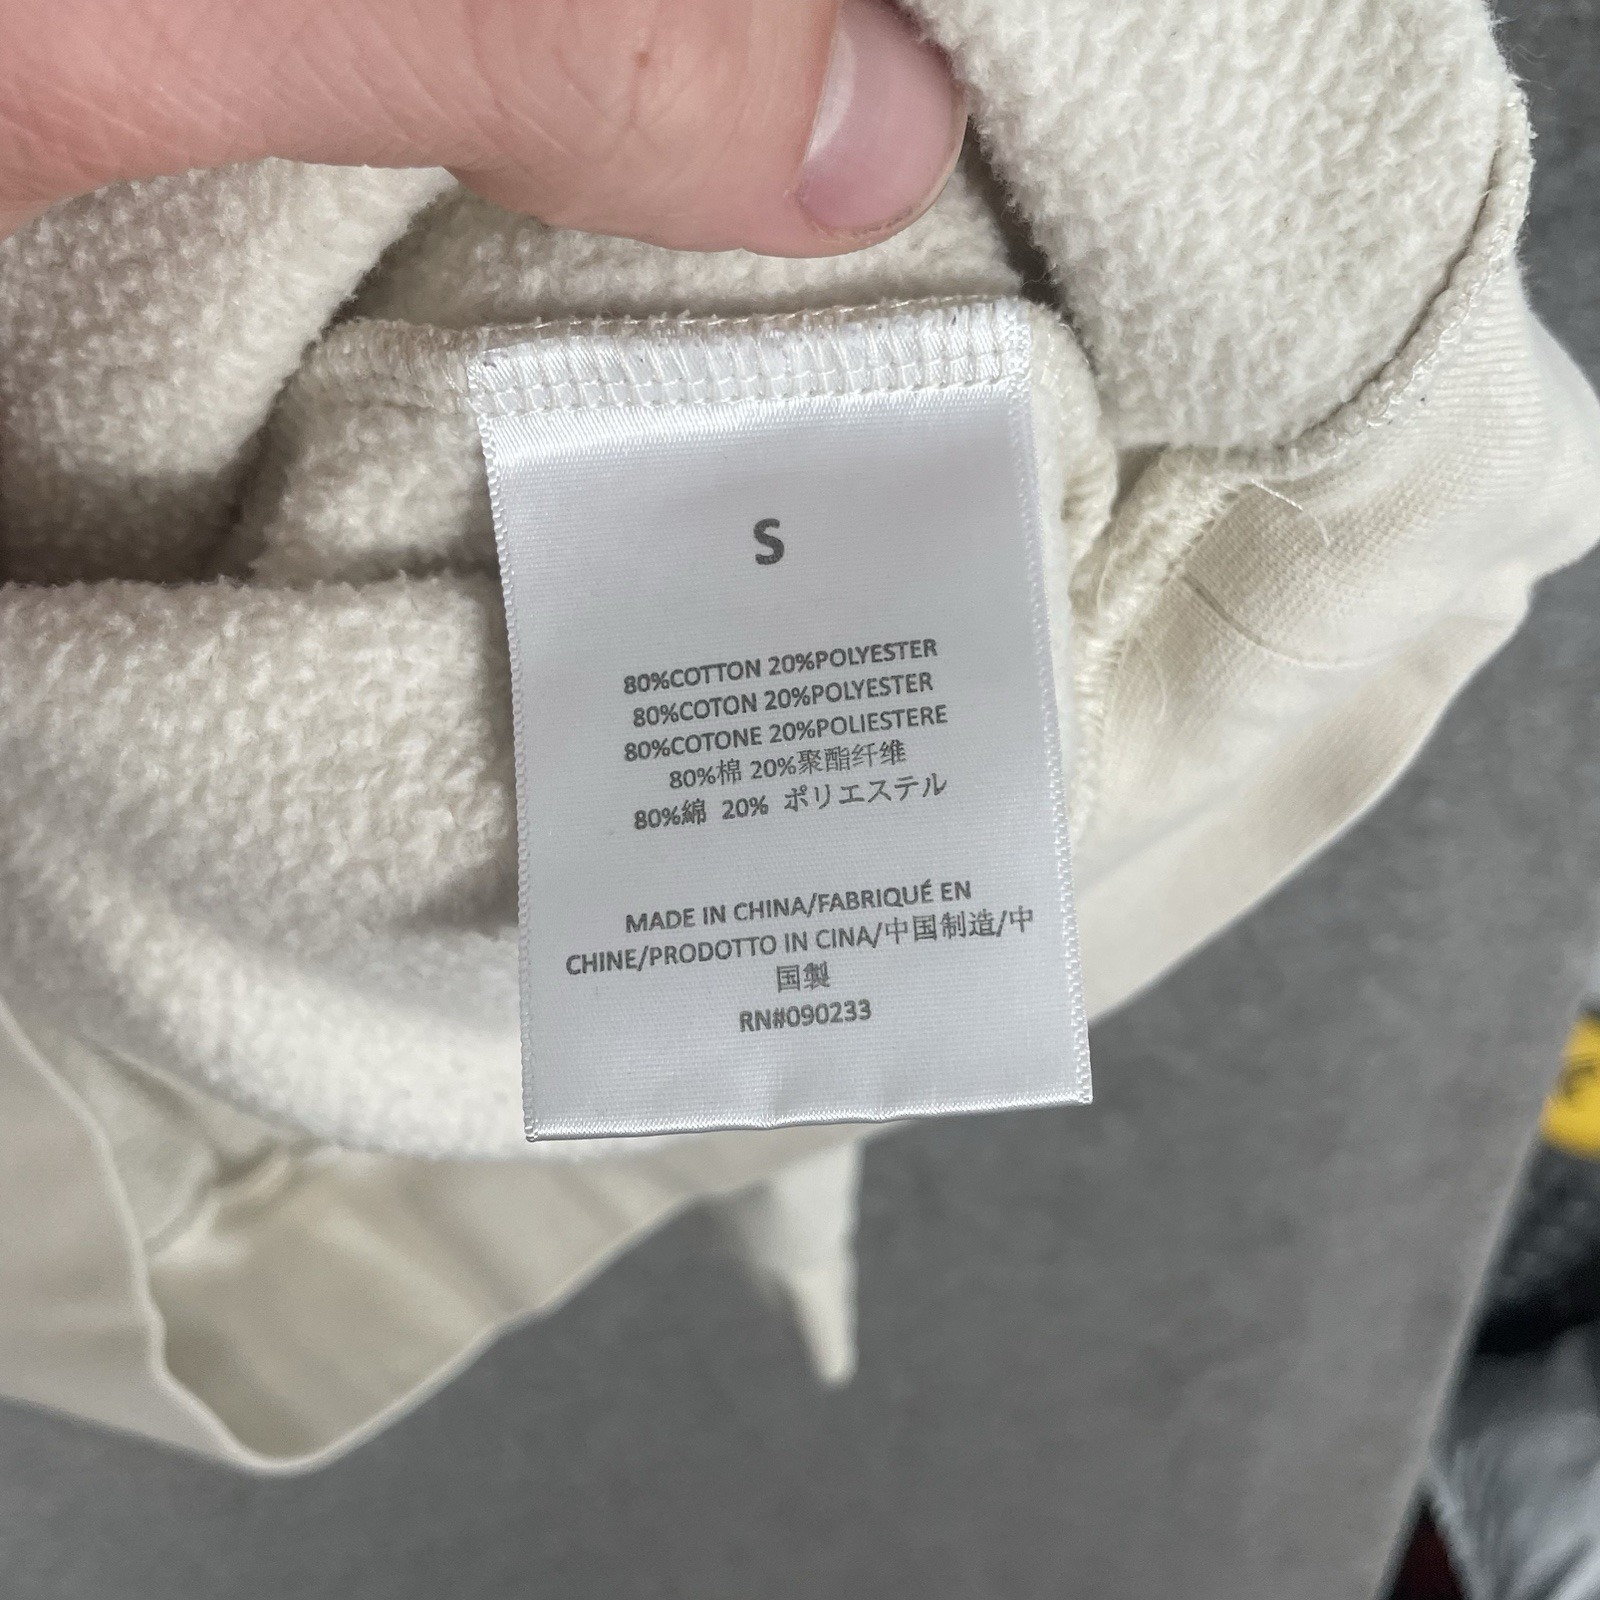 S
80%COTTON 20%POLYESTER
80%COTON 20%POLYESTER
80%COTONE 20%POLIESTERE
80%棉 20%聚酯纤维
80%綿 20% ポリエステル
MADE IN CHINA/FABRIQUÉ EN
CHINE/PRODOTTO IN CINA/中国制造/中
国製
RN#090233